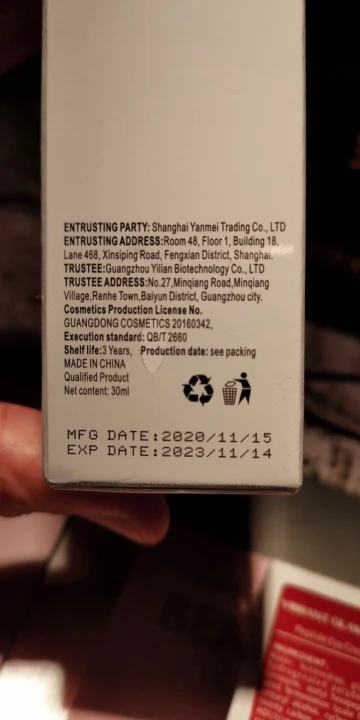 ENTRUSTING PARTY: Shanghai Yanmei Trading Co., LTD
ENTRUSTING ADDRESS:Room 48, Floor 1, Building 18,
Lane 468, Xinsiping Road, Fengxian District, Shanghai.
TRUSTEE:Guangzhou Yilian Biotechnology Co., LTD
TRUSTEE ADDRESS:No.27,Minqiang Road,Minqiang
Village,Renhe Town,Baiyun District, Guangzhou city.
Cosmetics Production License No.
GUANGDONG COSMETICS 20160342,
Execution standard: QB/T 2660
Shelf life:3 Years, Production date: see packing
MADE IN CHINA
Qualified Product
Net content: 30ml
MFG DATE:2020/11/15
EXP DATE:2023/11/14
VIBRANT